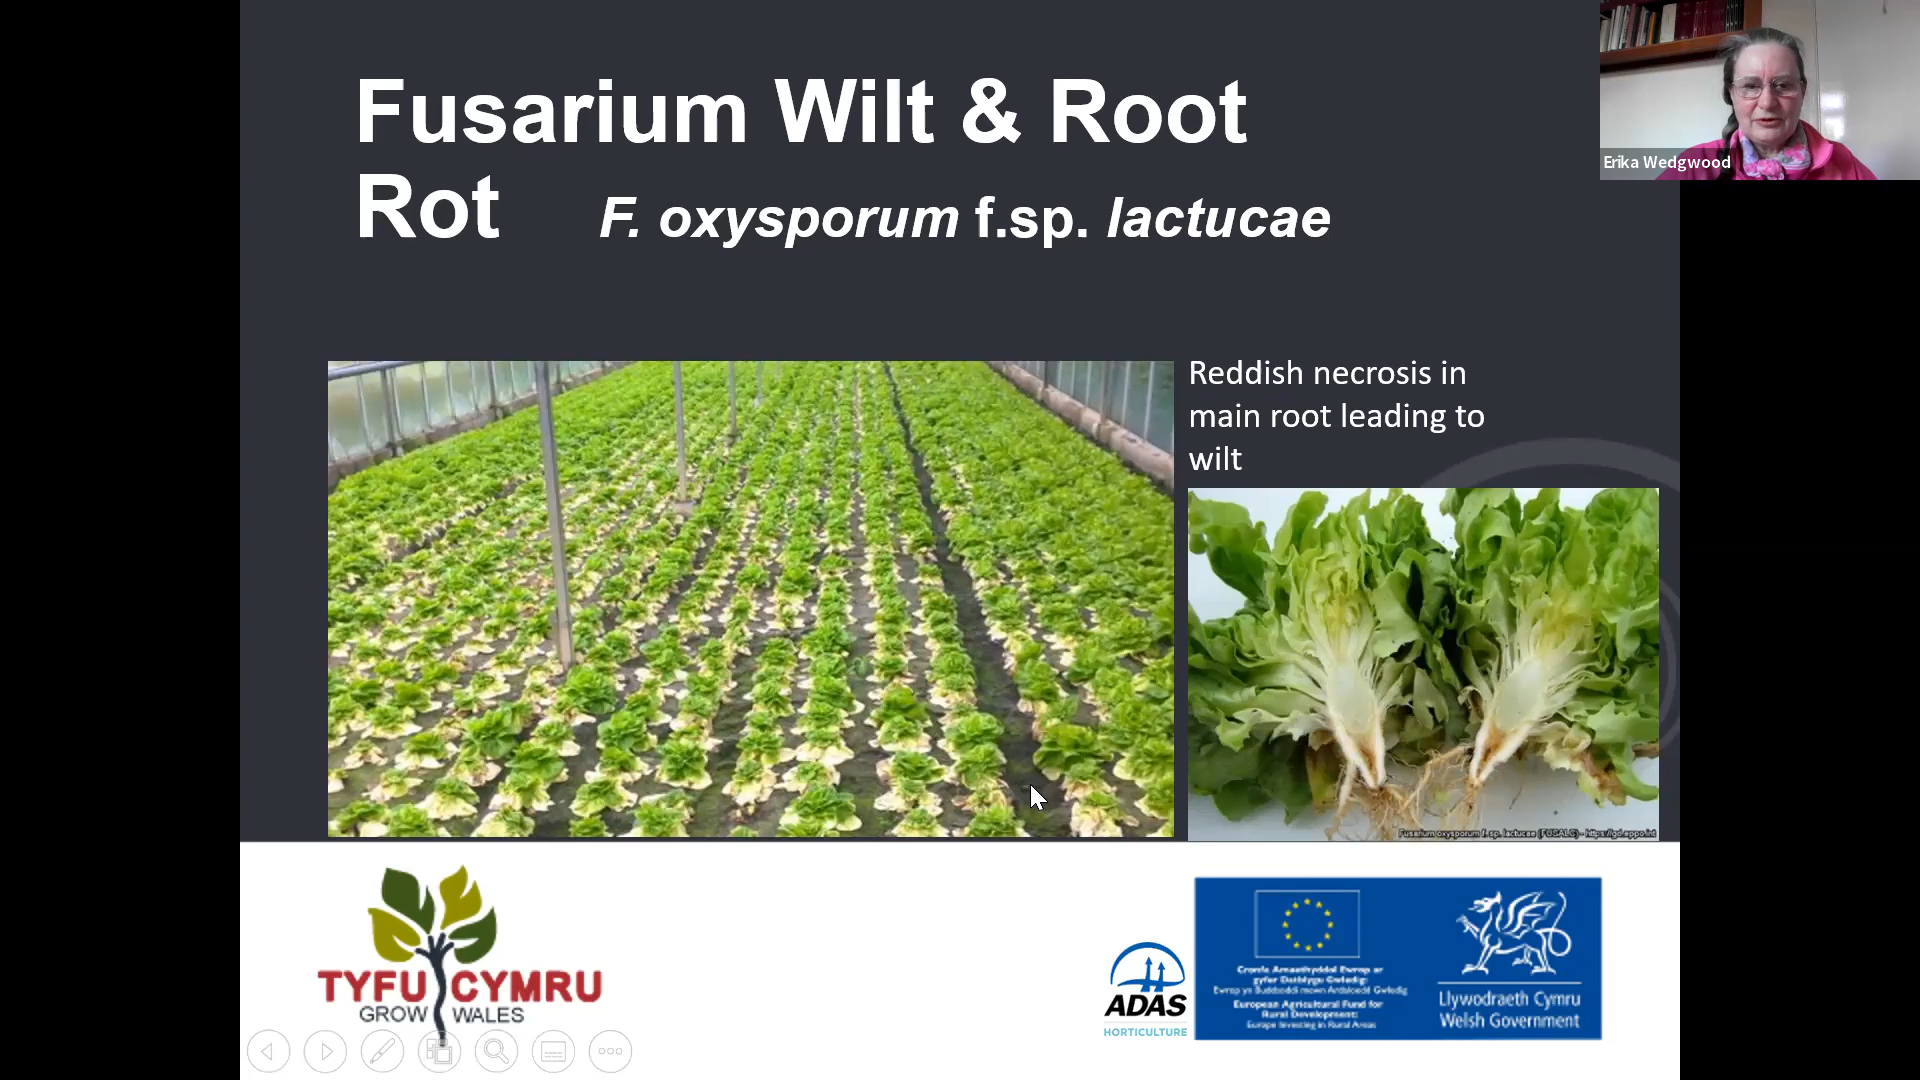 Fusarium Wilt & Root
Rot F. oxysporum f.sp. lactucae
Erika Wedgwood
Reddish necrosis in
main root leading to
wilt
Fusarium oxysporum f. sp. lactucae (FUSALC) - https://gd.eppo.int
TYFU CYMRU
GROW WALES
ADAS
HORTICULTURE
Cronfa Amaethyddol Ewrop ar
gyfer Datblygu Gwledig:
Ewrop yn Buddsoddi mewn Ardaloedd Gwledig
European Agricultural Fund for
Rural Development:
Europe Investing in Rural Areas
Llywodraeth Cymru
Welsh Government